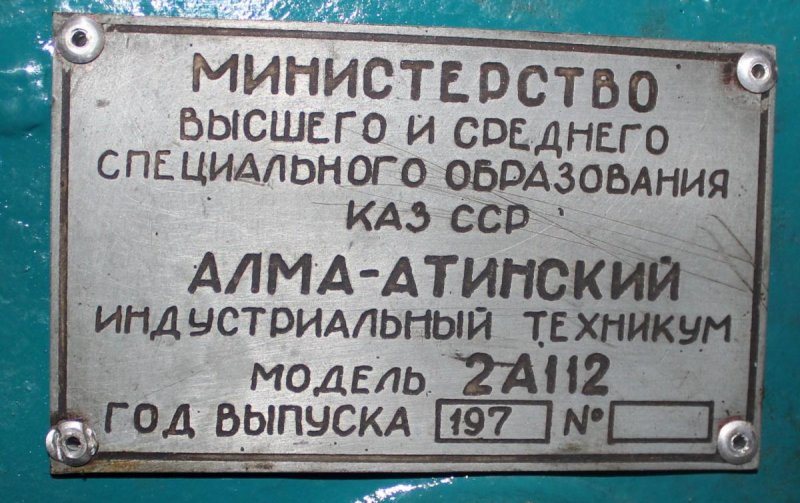 МИНИСТЕРСТВО
ВЫСШЕГО И СРЕДНЕГО
СПЕЦИАЛЬНОГО ОБРАЗОВАНИЯ
КАЗ ССР
АЛМА-АТИНСКИЙ
ИНДУСТРИАЛЬНЫЙ ТЕХНИКУМ
МОДЕЛЬ 2А112
ГОД ВЫПУСКА 197 №